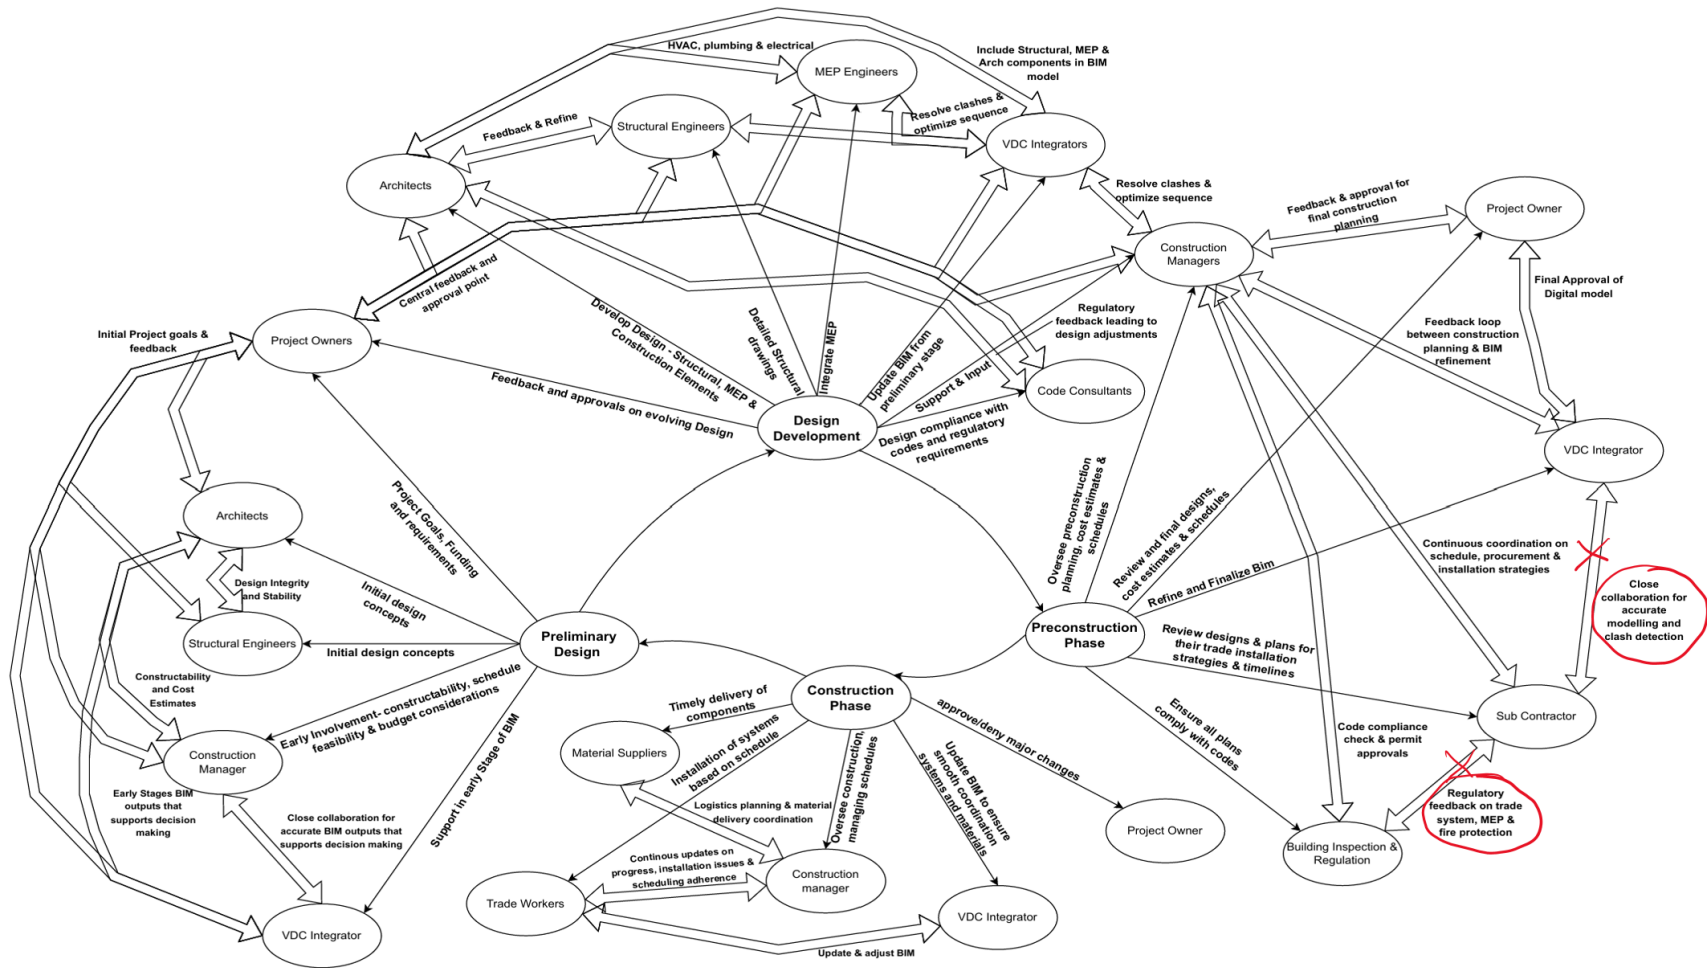 HVAC, plumbing & electrical
MEP Engineers
Include Structural, MEP &
Arch components in BIM
model
Feedback & Refine
Structural Engineers
Resolve clashes &
optimize sequence
VDC Integrators
Architects
Resolve clashes &
optimize sequence
Feedback & approval for
final construction
planning
Project Owner
Construction
Managers
Central feedback and
approval point
Final Approval of
Digital model
Initial Project goals &
feedback
Project Owners
Develop Design - Structural, MEP &
Construction Elements
Detailed Structural
drawings
Integrate MEP
Update BIM from
preliminary stage
Regulatory
feedback leading to
design adjustments
Feedback loop
between construction
planning & BIM
refinement
Feedback and approvals on evolving Design
Support & Input
Code Consultants
Design
Development
Design compliance with
codes and regulatory
requirements
VDC Integrator
Architects
Project Goals, Funding
and requirements
Oversee preconstruction
planning, cost estimates &
schedules
Review and final designs,
cost estimates & schedules
Refine and Finalize Bim
Continuous coordination on
schedule, procurement &
installation strategies
Close
collaboration for
accurate
modelling and
clash detection
Design Integrity
and Stability
Initial design
concepts
Structural Engineers
Initial design concepts
Preliminary
Design
Preconstruction
Phase
Review designs & plans for
their trade installation
strategies & timelines
Constructability
and Cost
Estimates
Early Involvement- constructability, schedule
feasibility & budget considerations
Construction
Phase
Timely delivery of
components
approve/deny major changes
Ensure all plans
comply with codes
Sub Contractor
Code compliance
check & permit
approvals
Construction
Manager
Support in early Stage of BIM
Material Suppliers
Installation of systems
based on schedule
Oversee construction,
managing schedules
Update BIM to ensure
smooth coordination
systems and materials
Early Stages BIM
outputs that
supports decision
making
Close collaboration for
accurate BIM outputs that
supports decision making
Logistics planning & material
delivery coordination
Project Owner
Regulatory
feedback on trade
system, MEP &
fire protection
Building Inspection &
Regulation
Continous updates on
progress, installation issues &
scheduling adherence
Construction
manager
Trade Workers
VDC Integrator
VDC Integrator
Update & adjust BIM